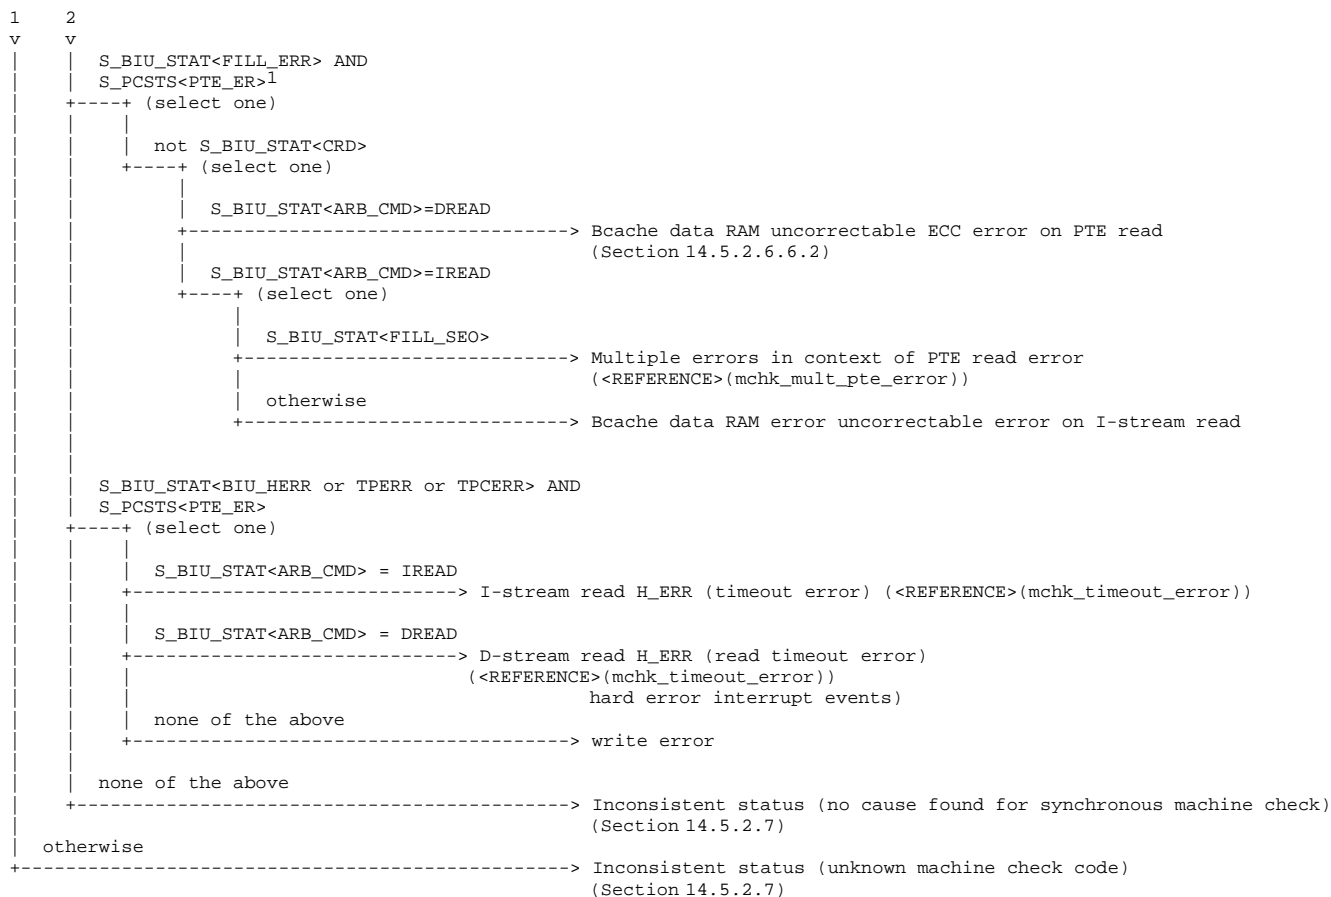 1 2
v v
S_BIU_STAT<FILL_ERR> AND
S_PCSTS<PTE_ER>1
+----+ (select one)
not S_BIU_STAT<CRD>
+----+ (select one)
S_BIU_STAT<ARB_CMD>=DREAD
+----------------------------------> Bcache data RAM uncorrectable ECC error on PTE read
(Section 14.5.2.6.6.2)
S_BIU_STAT<ARB_CMD>=IREAD
+----+ (select one)
S_BIU_STAT<FILL_SEO>
+-----------------------------> Multiple errors in context of PTE read error
(<REFERENCE>(mchk_mult_pte_error))
otherwise
+-----------------------------> Bcache data RAM error uncorrectable error on I-stream read
S_BIU_STAT<BIU_HERR or TPERR or TPCERR> AND
S_PCSTS<PTE_ER>
+----+ (select one)
S_BIU_STAT<ARB_CMD> = IREAD
+-----------------------------> I-stream read H_ERR (timeout error) (<REFERENCE>(mchk_timeout_error))
S_BIU_STAT<ARB_CMD> = DREAD
+-----------------------------> D-stream read H_ERR (read timeout error)
(<REFERENCE>(mchk_timeout_error))
hard error interrupt events)
none of the above
+---------------------------------------> write error
none of the above
+--------------------------------------------> Inconsistent status (no cause found for synchronous machine check)
(Section 14.5.2.7)
otherwise
+-------------------------------------------------> Inconsistent status (unknown machine check code)
(Section 14.5.2.7)